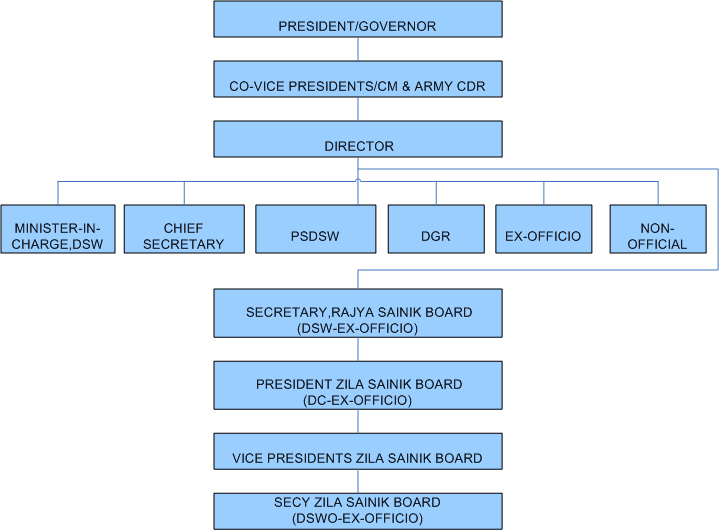 PRESIDENT/GOVERNOR
CO-VICE PRESIDENTS/CM & ARMY CDR
DIRECTOR
MINISTER-IN-
CHARGE,DSW
CHIEF
SECRETARY
PSDSW
DGR
EX-OFFICIO
NON-
OFFICIAL
SECRETARY,RAJYA SAINIK BOARD
(DSW-EX-OFFICIO)
PRESIDENT ZILA SAINIK BOARD
(DC-EX-OFFICIO)
VICE PRESIDENTS ZILA SAINIK BOARD
SECY ZILA SAINIK BOARD
(DSWO-EX-OFFICIO)